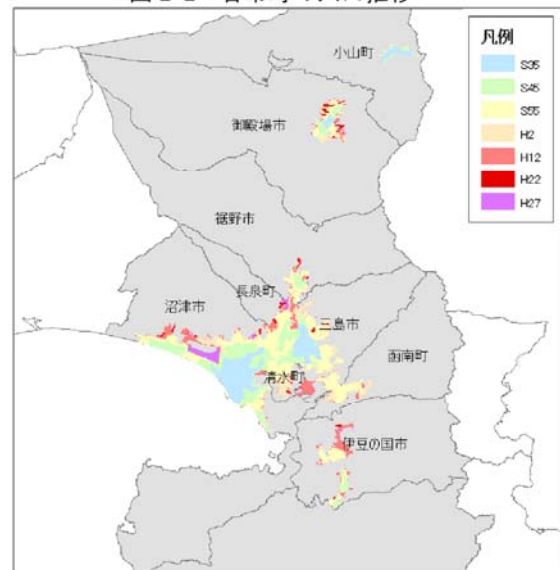 小山町
凡例
S35
S45
S55
H2
H12
H22
H27
御殿場市
裾野市
長泉町
沼津市
三島市
函南町
清水町
伊豆の国市